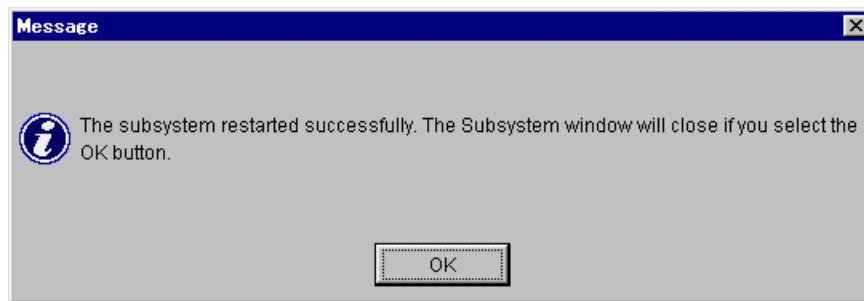 Message
The subsystem restarted successfully. The Subsystem window will close if you select the
OK button.
OK